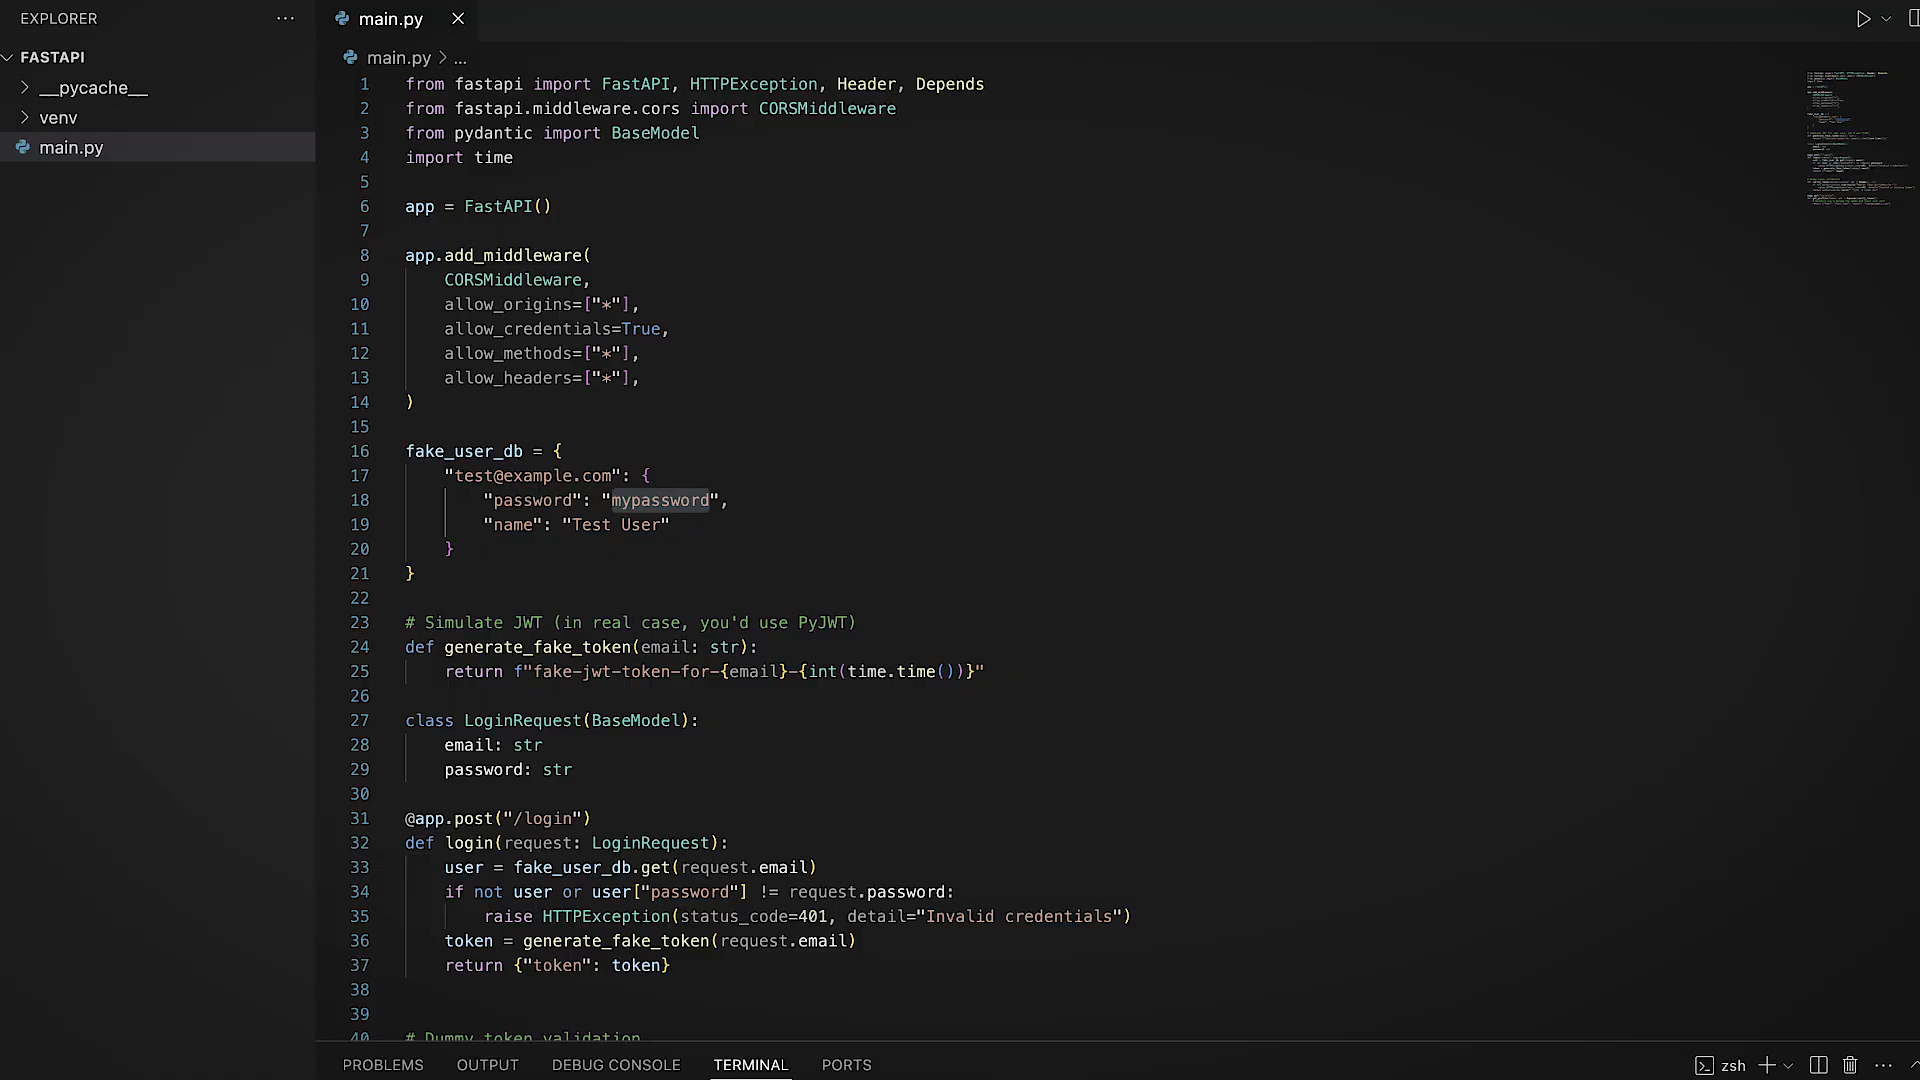 EXPLORER
FASTAPI
__pycache__
venv
main.py
main.py
main.py > ...
1 from fastapi import FastAPI, HTTPException, Header, Depends
2 from fastapi.middleware.cors import CORSMiddleware
3 from pydantic import BaseModel
4 import time
5
6 app = FastAPI()
7
8 app.add_middleware(
9     CORSMiddleware,
10     allow_origins=["*"],
11     allow_credentials=True,
12     allow_methods=["*"],
13     allow_headers=["*"],
14 )
15
16 fake_user_db = {
17     "test@example.com": {
18         "password": "mypassword",
19         "name": "Test User"
20     }
21 }
22
23 # Simulate JWT (in real case, you'd use PyJWT)
24 def generate_fake_token(email: str):
25     return f"fake-jwt-token-for-{email}-{int(time.time())}"
26
27 class LoginRequest(BaseModel):
28     email: str
29     password: str
30
31 @app.post("/login")
32 def login(request: LoginRequest):
33     user = fake_user_db.get(request.email)
34     if not user or user["password"] != request.password:
35         raise HTTPException(status_code=401, detail="Invalid credentials")
36     token = generate_fake_token(request.email)
37     return {"token": token}
38
39
40 # Dummy token validation
PROBLEMS OUTPUT DEBUG CONSOLE TERMINAL PORTS zsh